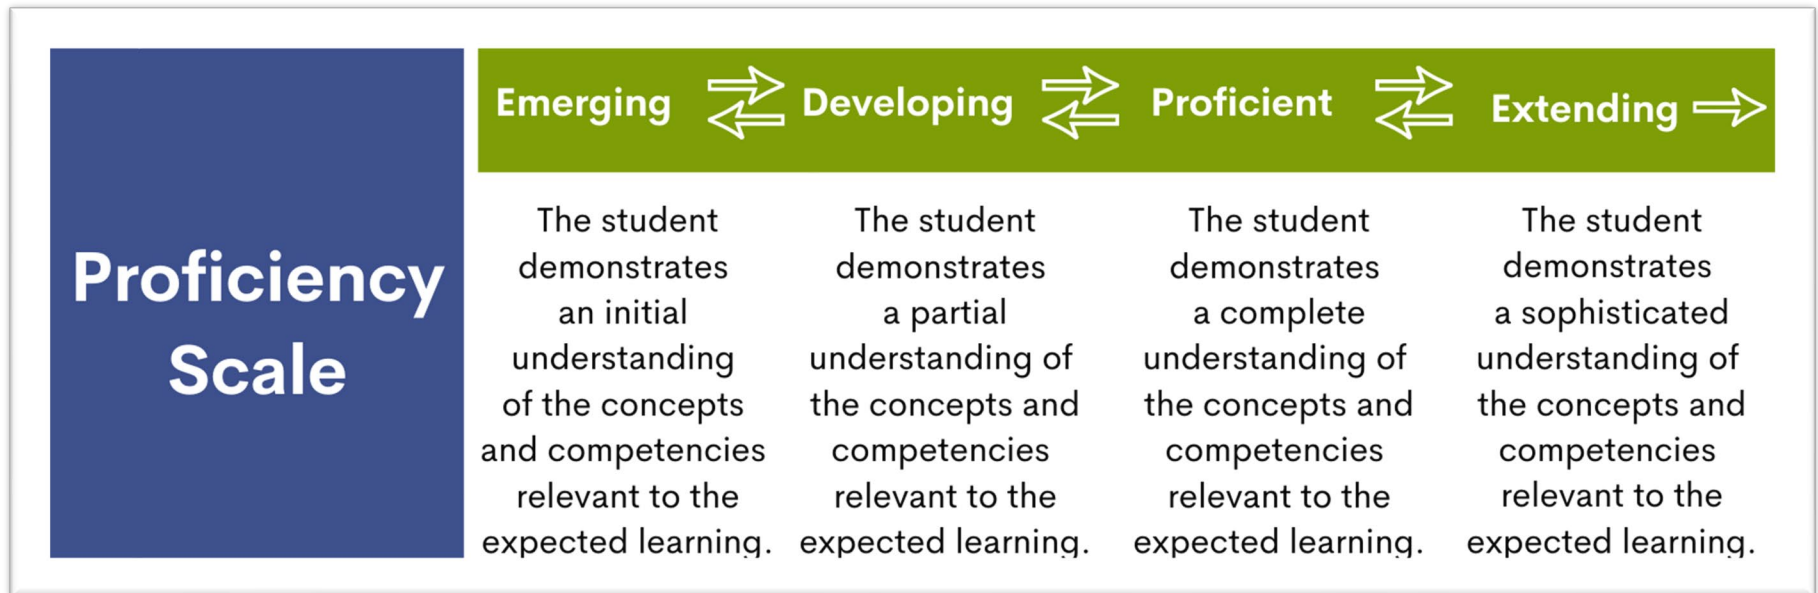 Proficiency
Scale
Emerging
Developing
Proficient
Extending
The student
demonstrates
an initial
understanding
of the concepts
and competencies
relevant to the
expected learning.
The student
demonstrates
a partial
understanding of
the concepts and
competencies
relevant to the
expected learning.
The student
demonstrates
a complete
understanding of
the concepts and
competencies
relevant to the
expected learning.
The student
demonstrates
a sophisticated
understanding of
the concepts and
competencies
relevant to the
expected learning.